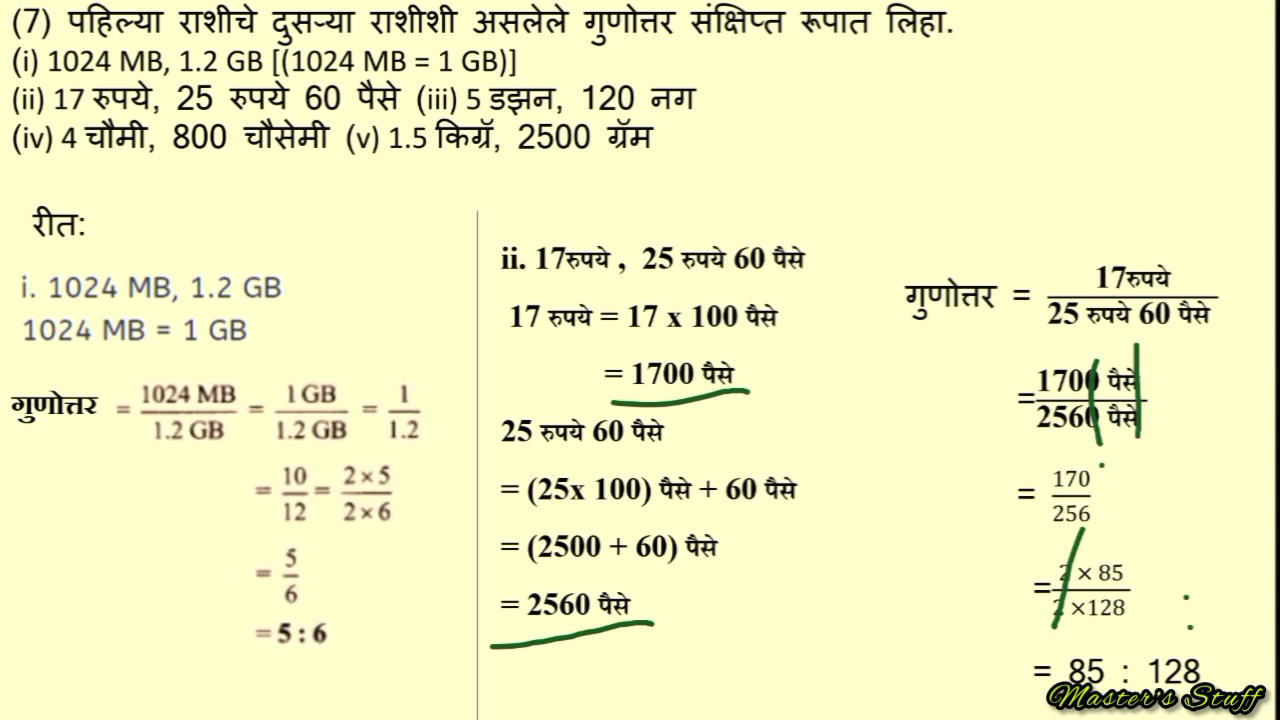 (7) पहिल्या राशीचे दुसऱ्या राशीशी असलेले गुणोत्तर संक्षिप्त रूपात लिहा.
(i) 1024 MB, 1.2 GB [(1024 MB = 1 GB)]
(ii) 17 रुपये, 25 रुपये 60 पैसे (iii) 5 डझन, 120 नग
(iv) 4 चौमी, 800 चौसेमी (v) 1.5 किग्रॅ, 2500 ग्रॅम
रीत:
i. 1024 MB, 1.2 GB
1024 MB = 1 GB
गुणोत्तर = 1024 MB / 1.2 GB = 1 GB / 1.2 GB = 1 / 1.2
= 10 / 12 = 2 × 5 / 2 × 6
= 5 / 6
= 5 : 6
ii. 17रुपये , 25 रुपये 60 पैसे
17 रुपये = 17 x 100 पैसे
= 1700 पैसे
25 रुपये 60 पैसे
= (25x 100) पैसे + 60 पैसे
= (2500 + 60) पैसे
= 2560 पैसे
गुणोत्तर = 17रुपये / 25 रुपये 60 पैसे
= 1700 पैसे / 2560 पैसे
= 170 / 256
= 2 × 85 / 2 ×128
= 85 : 128
Master's Stuff